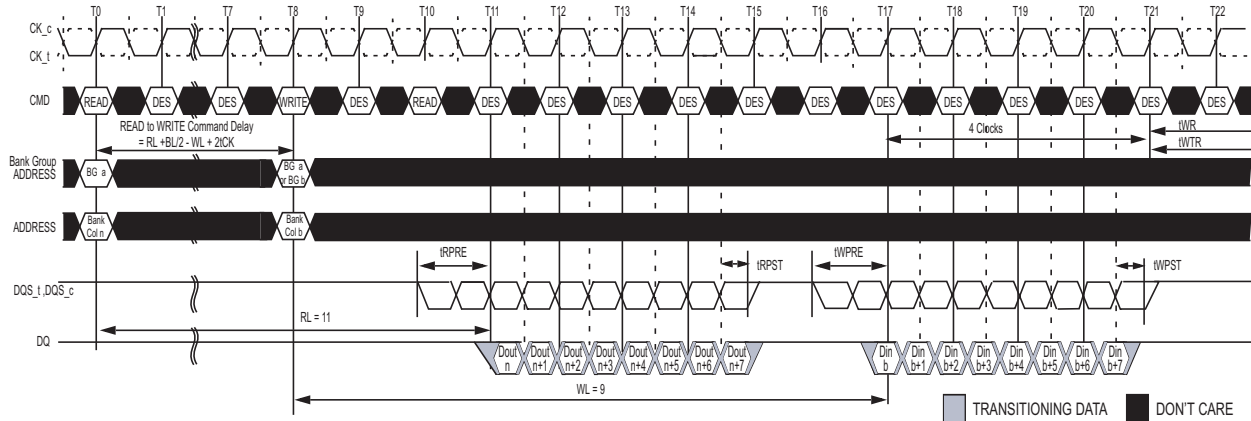 T0 T1 T7 T8 T9 T10 T11 T12 T13 T14 T15 T16 T17 T18 T19 T20 T21 T22
CK_c
CK_t
CMD READ DES DES WRITE DES READ DES DES DES DES DES DES DES DES DES DES DES DES
READ to WRITE Command Delay
= RL +BL/2 - WL + 2tCK
4 Clocks
tWR
tWTR
Bank Group
ADDRESS
BG a
BG a
or BG b
ADDRESS
Bank
Col n
Bank
Col b
tRPRE
tRPST
tWPRE
tWPST
DQS_t ,DQS_c
RL = 11
DQ
Dout
n
Dout
n+1
Dout
n+2
Dout
n+3
Dout
n+4
Dout
n+5
Dout
n+6
Dout
n+7
Din
b
Din
b+1
Din
b+2
Din
b+3
Din
b+4
Din
b+5
Din
b+6
Din
b+7
WL = 9
TRANSITIONING DATA
DON'T CARE